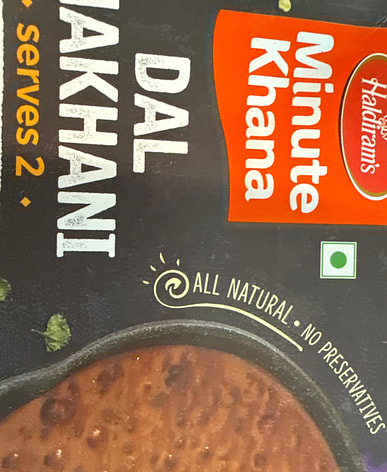 Haldiram's
Minute
Khana
DAL
MAKHANI
• serves 2 •
ALL NATURAL • NO PRESERVATIVES